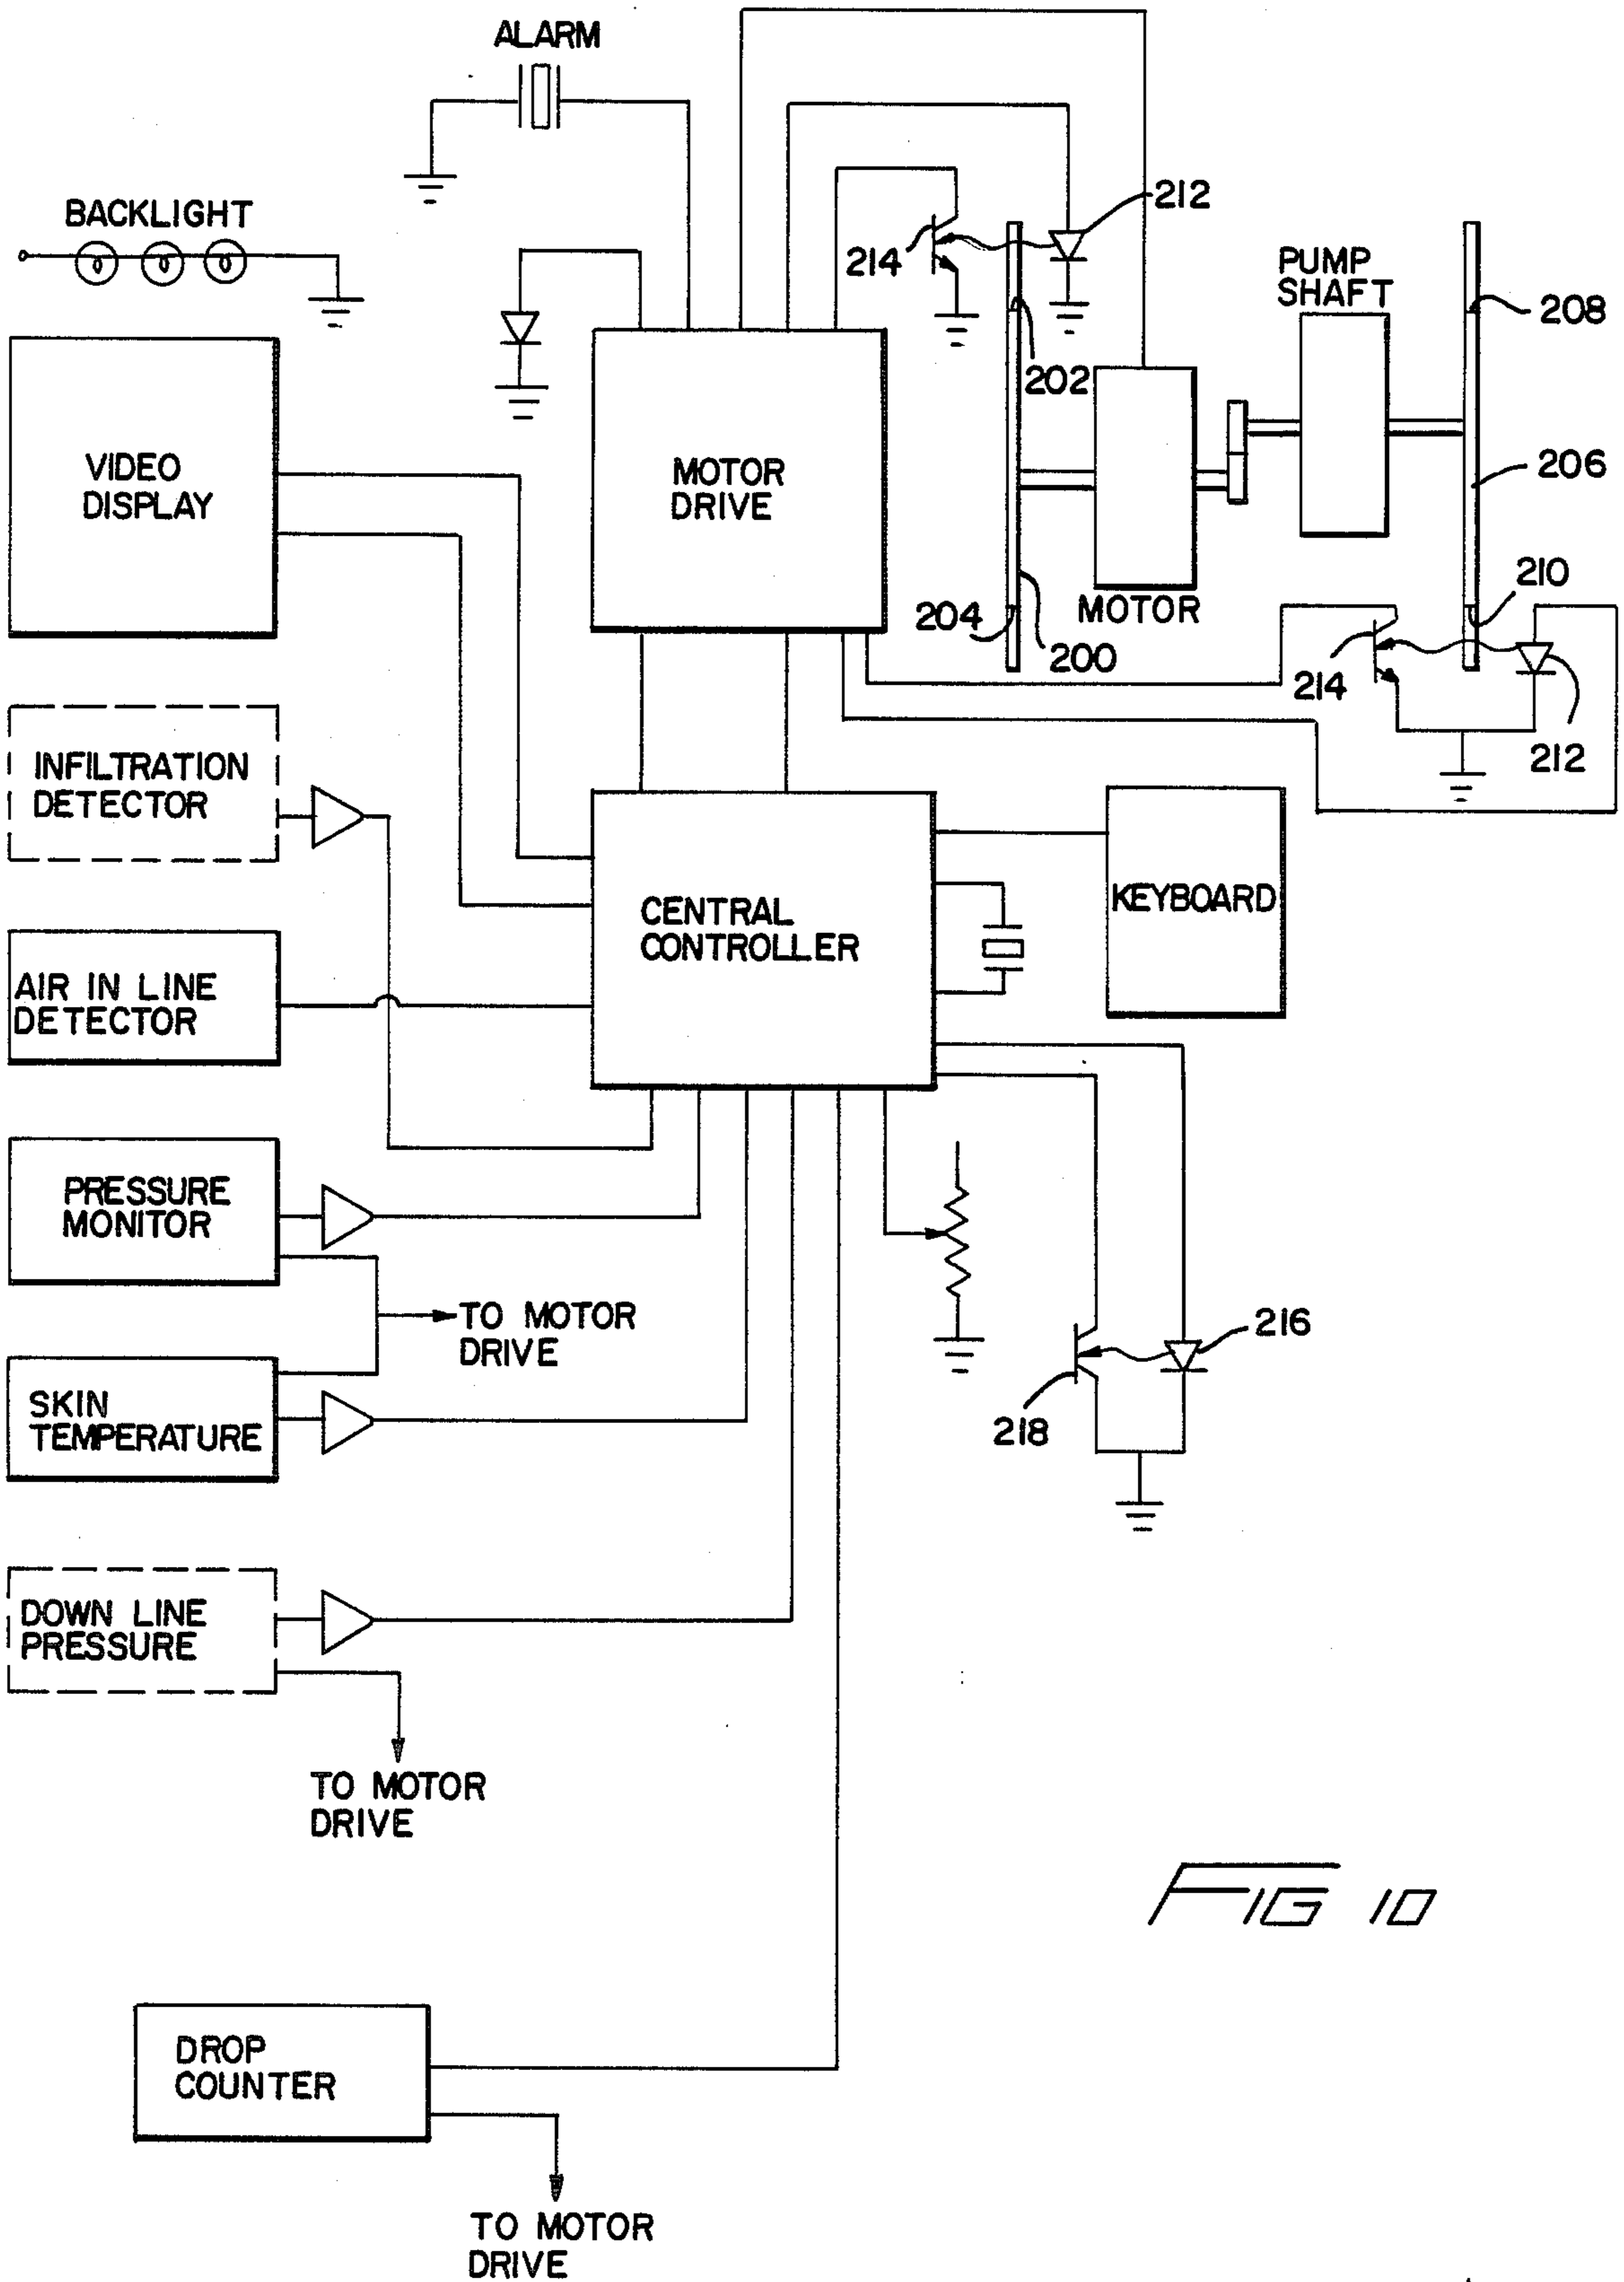 ALARM
BACKLIGHT
212
214
PUMP
SHAFT
208
202
VIDEO
DISPLAY
MOTOR
DRIVE
206
210
204
MOTOR
200
214
212
INFILTRATION
DETECTOR
KEYBOARD
CENTRAL
CONTROLLER
AIR IN LINE
DETECTOR
PRESSURE
MONITOR
TO MOTOR
DRIVE
216
SKIN
TEMPERATURE
218
DOWN LINE
PRESSURE
TO MOTOR
DRIVE
FIG 10
DROP
COUNTER
TO MOTOR
DRIVE